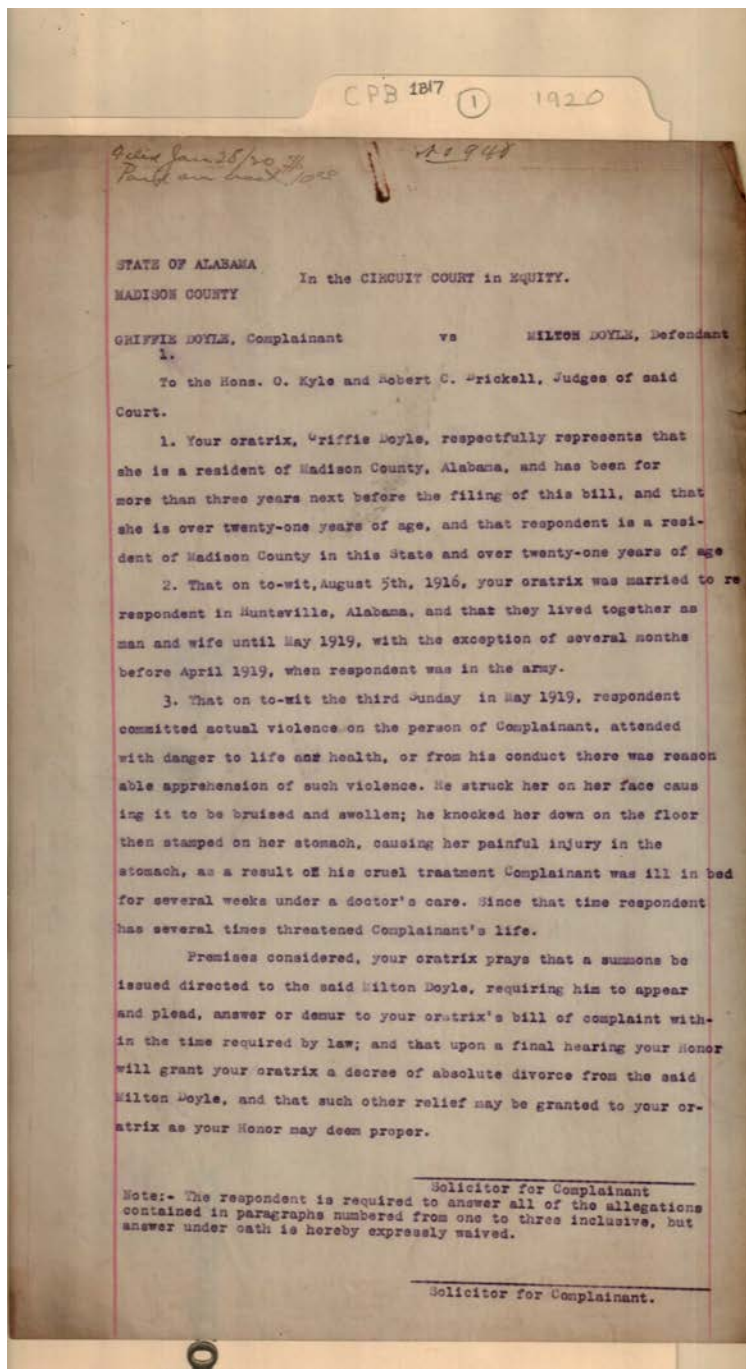 CPB 1817 1 1920
Filed Jan 28/20
No 940
STATE OF ALABAMA
In the CIRCUIT COURT in EQUITY.
MADISON COUNTY
GRIFFIE DOYLE, Complainant vs MILTON DOYLE, Defendant
1.
To the Hons. O. Kyle and Robert C. Brickell, Judges of said
Court.
1. Your oratrix, Griffie Doyle, respectfully represents that
she is a resident of Madison County, Alabama, and has been for
more than three years next before the filing of this bill, and that
she is over twenty-one years of age, and that respondent is a resi-
dent of Madison County in this State and over twenty-one years of age
2. That on to-wit, August 5th, 1916, your oratrix was married to re
respondent in Huntsville, Alabama, and that they lived together as
man and wife until May 1919, with the exception of several months
before April 1919, when respondent was in the army.
3. That on to-wit the third Sunday in May 1919, respondent
committed actual violence on the person of Complainant, attended
with danger to life or health, or from his conduct there was reason
able apprehension of such violence. He struck her on her face caus
ing it to be bruised and swollen; he knocked her down on the floor
then stamped on her stomach, causing her painful injury in the
stomach, as a result of his cruel traatment Complainant was ill in bed
for several weeks under a doctor's care. Since that time respondent
has several times threatened Complainant's life.
Premises considered, your oratrix prays that a summons be
issued directed to the said Milton Doyle, requiring him to appear
and plead, answer or demur to your oratrix's bill of complaint with-
in the time required by law; and that upon a final hearing your Honor
will grant your oratrix a decree of absolute divorce from the said
Milton Doyle, and that such other relief may be granted to your or-
atrix as your Honor may deem proper.
Solicitor for Complainant
Note:- The respondent is required to answer all of the allegations
contained in paragraphs numbered from one to three inclusive, but
answer under oath is hereby expressly waived.
Solicitor for Complainant.